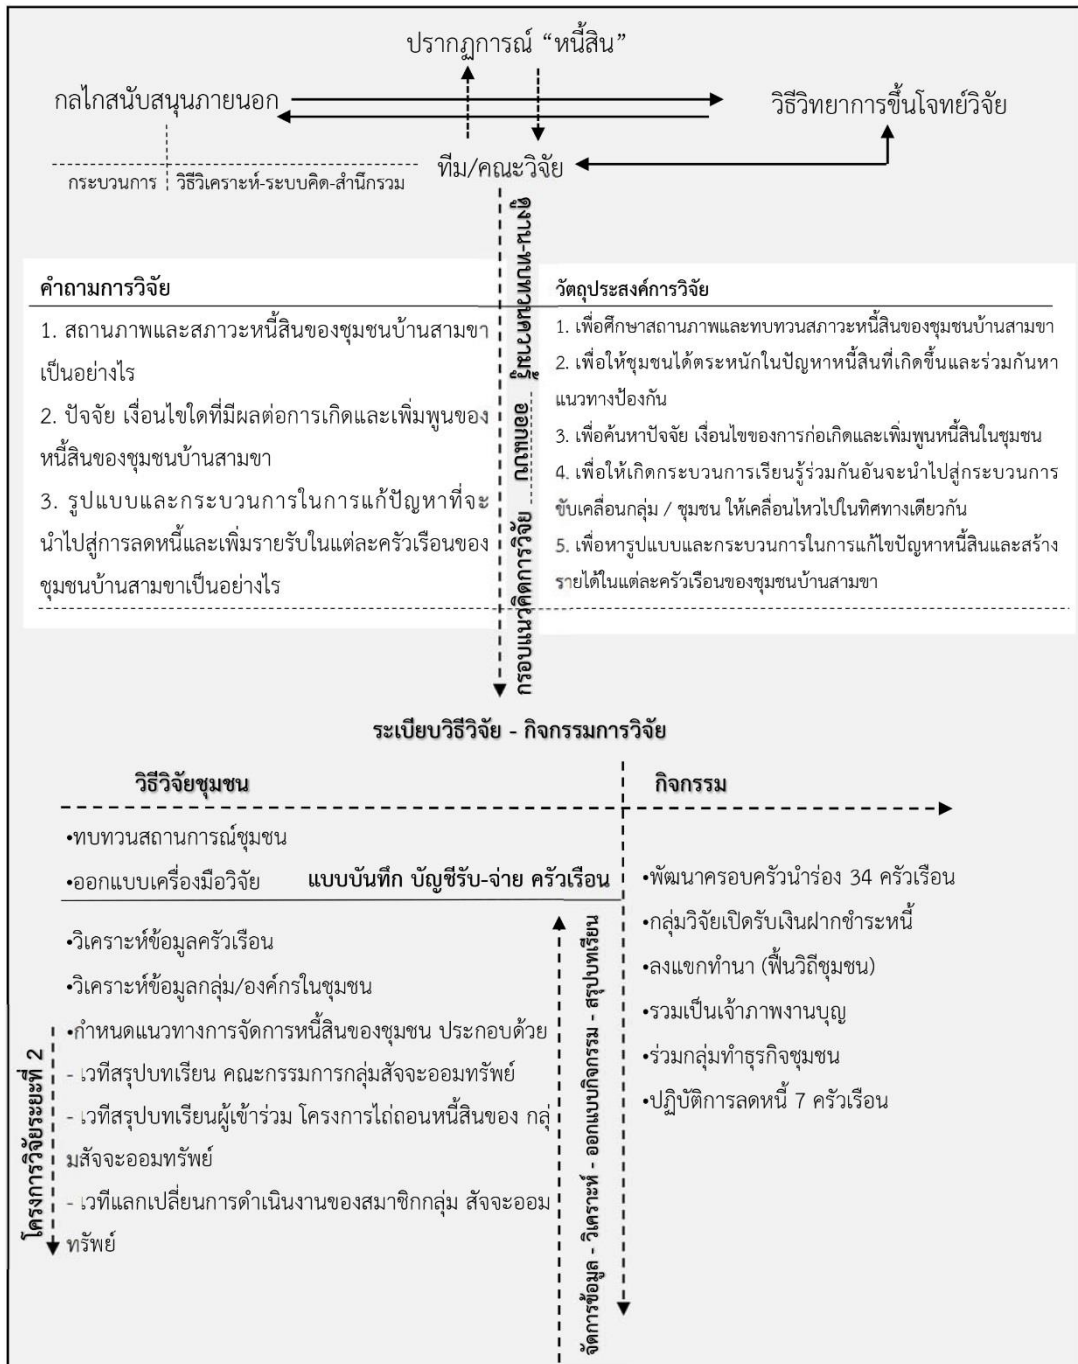 ปรากฏการณ์ “หนี้สิน”
กลไกสนับสนุนภายนอก
วิธีวิทยาการขึ้นโจทย์วิจัย
กระบวนการ
วิธีวิเคราะห์-ระบบคิด-สำนึกรวม
ทีม/คณะวิจัย
ดูงาน-ทบทวนความรู้
ออกแบบ
กรอบแนวคิดการวิจัย
คำถามการวิจัย
1. สถานภาพและสภาวะหนี้สินของชุมชนบ้านสามขา
เป็นอย่างไร
2. ปัจจัย เงื่อนไขใดที่มีผลต่อการเกิดและเพิ่มพูนของ
หนี้สินของชุมชนบ้านสามขา
3. รูปแบบและกระบวนการในการแก้ปัญหาที่จะ
นำไปสู่การลดหนี้และเพิ่มรายรับในแต่ละครัวเรือนของ
ชุมชนบ้านสามขาเป็นอย่างไร
วัตถุประสงค์การวิจัย
1. เพื่อศึกษาสถานภาพและทบทวนสภาวะหนี้สินของชุมชนบ้านสามขา
2. เพื่อให้ชุมชนได้ตระหนักในปัญหาหนี้สินที่เกิดขึ้นและร่วมกันหา
แนวทางป้องกัน
3. เพื่อค้นหาปัจจัย เงื่อนไขของการก่อเกิดและเพิ่มพูนหนี้สินในชุมชน
4. เพื่อให้เกิดกระบวนการเรียนรู้ร่วมกันอันจะนำไปสู่กระบวนการ
ขับเคลื่อนกลุ่ม / ชุมชน ให้เคลื่อนไหวไปในทิศทางเดียวกัน
5. เพื่อหารูปแบบและกระบวนการในการแก้ไขปัญหาหนี้สินและสร้าง
รายได้ในแต่ละครัวเรือนของชุมชนบ้านสามขา
ระเบียบวิธีวิจัย - กิจกรรมการวิจัย
วิธีวิจัยชุมชน
•ทบทวนสถานการณ์ชุมชน
•ออกแบบเครื่องมือวิจัย แบบบันทึก บัญชีรับ-จ่าย ครัวเรือน
•วิเคราะห์ข้อมูลครัวเรือน
•วิเคราะห์ข้อมูลกลุ่ม/องค์กรในชุมชน
•กำหนดแนวทางการจัดการหนี้สินของชุมชน ประกอบด้วย
- เวทีสรุปบทเรียน คณะกรรมการกลุ่มสัจจะออมทรัพย์
- เวทีสรุปบทเรียนผู้เข้าร่วม โครงการไถ่ถอนหนี้สินของ กลุ่
มสัจจะออมทรัพย์
- เวทีแลกเปลี่ยนการดำเนินงานของสมาชิกกลุ่ม สัจจะออม
ทรัพย์
โครงการวิจัยระยะที่ 2
จัดการข้อมูล - วิเคราะห์ - ออกแบบกิจกรรม - สรุปบทเรียน
กิจกรรม
•พัฒนาครอบครัวนำร่อง 34 ครัวเรือน
•กลุ่มวิจัยเปิดรับเงินฝากชำระหนี้
•ลงแขกทำนา (ฟื้นวิถีชุมชน)
•รวมเป็นเจ้าภาพงานบุญ
•ร่วมกลุ่มทำธุรกิจชุมชน
•ปฏิบัติการลดหนี้ 7 ครัวเรือน